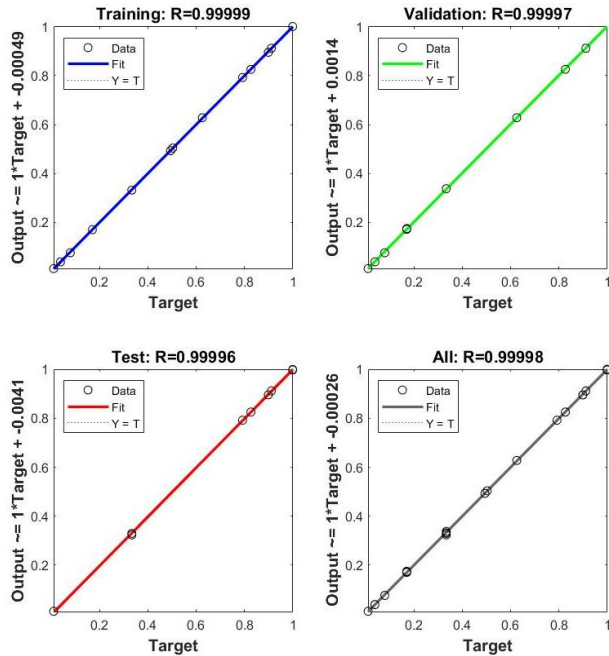 Training: R=0.99999
Output ~= 1*Target + -0.00049
1
0.8
0.6
0.4
0.2
Data
Fit
Y = T
0.2 0.4 0.6 0.8 1
Target
Validation: R=0.99997
Output ~= 1*Target + 0.0014
1
0.8
0.6
0.4
0.2
Data
Fit
Y = T
0.2 0.4 0.6 0.8 1
Target
Test: R=0.99996
Output ~= 1*Target + -0.0041
1
0.8
0.6
0.4
0.2
Data
Fit
Y = T
0.2 0.4 0.6 0.8 1
Target
All: R=0.99998
Output ~= 1*Target + -0.00026
1
0.8
0.6
0.4
0.2
Data
Fit
Y = T
0.2 0.4 0.6 0.8 1
Target